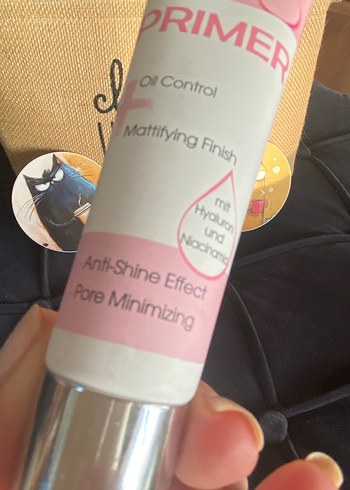 PRIMER
Oil Control
+
Mattifying Finish
mit
Hyaluron
und
Niacinamid
Anti-Shine Effect
Pore Minimizing